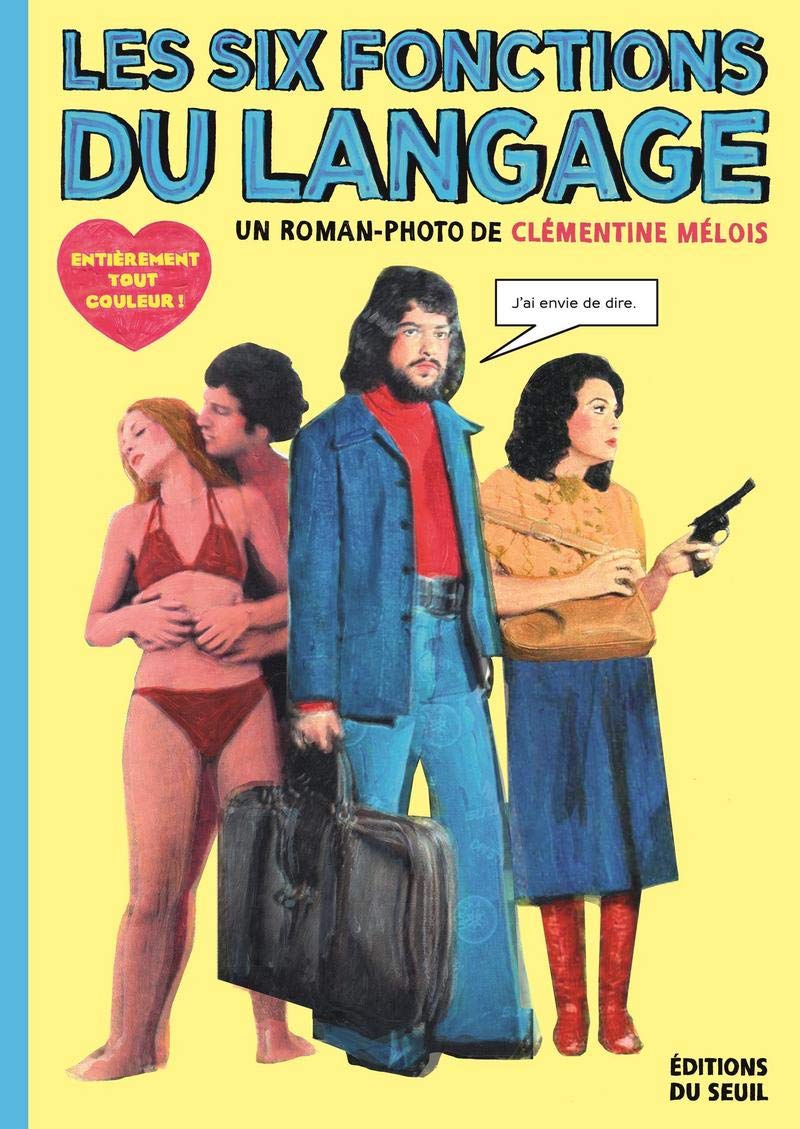 LES SIX FONCTIONS
DU LANGAGE
UN ROMAN-PHOTO DE CLÉMENTINE MÉLOIS
ENTIÈREMENT
TOUT
COULEUR !
J'ai envie de dire.
ÉDITIONS
DU SEUIL